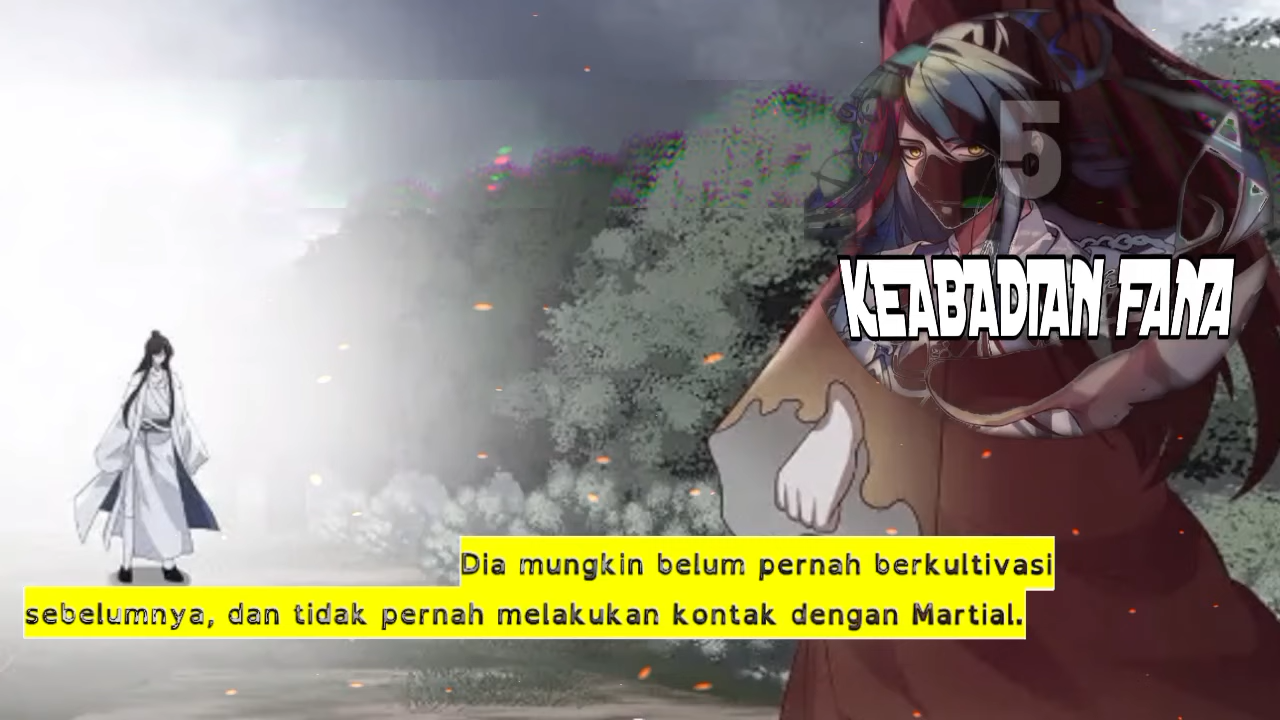 5
KEABADIAN FANA
Dia mungkin belum pernah berkultivasi
sebelumnya, dan tidak pernah melakukan kontak dengan Martial.